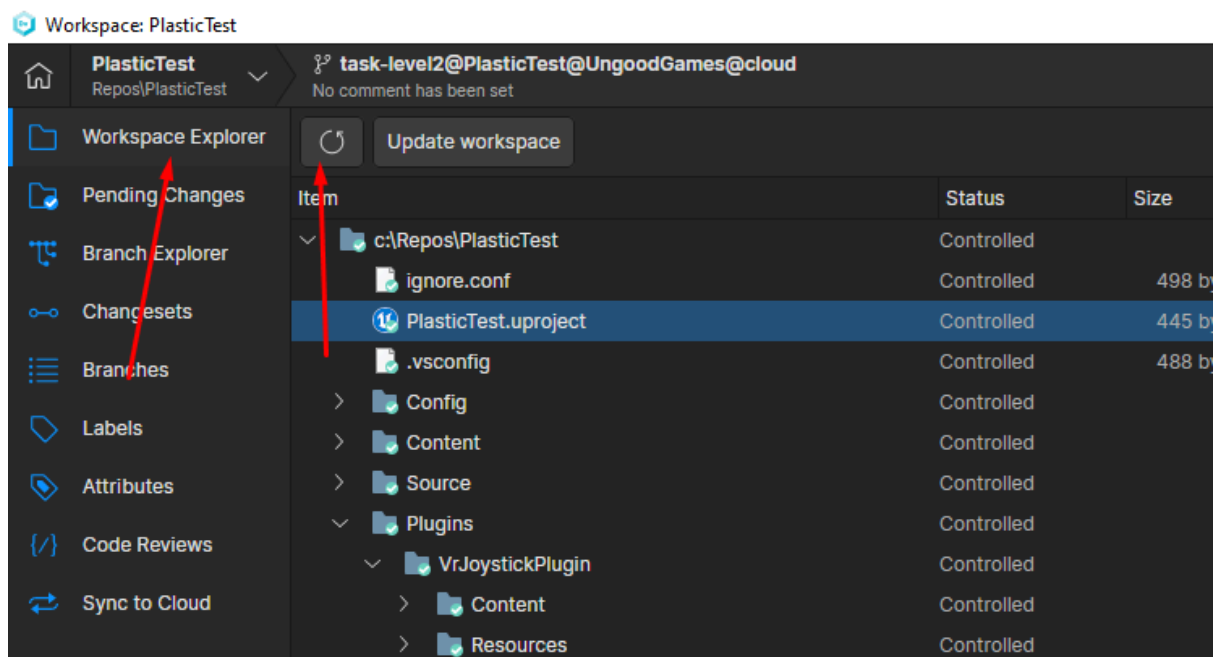 Workspace: PlasticTest
PlasticTest
Repos\PlasticTest
task-level2@PlasticTest@UngoodGames@cloud
No comment has been set
Workspace Explorer
Pending Changes
Branch Explorer
Changesets
Branches
Labels
Attributes
Code Reviews
Sync to Cloud
Update workspace
Item Status Size
c:\Repos\PlasticTest Controlled
ignore.conf Controlled 498 by
PlasticTest.uproject Controlled 445 by
.vsconfig Controlled 488 by
Config Controlled
Content Controlled
Source Controlled
Plugins Controlled
VrJoystickPlugin Controlled
Content Controlled
Resources Controlled